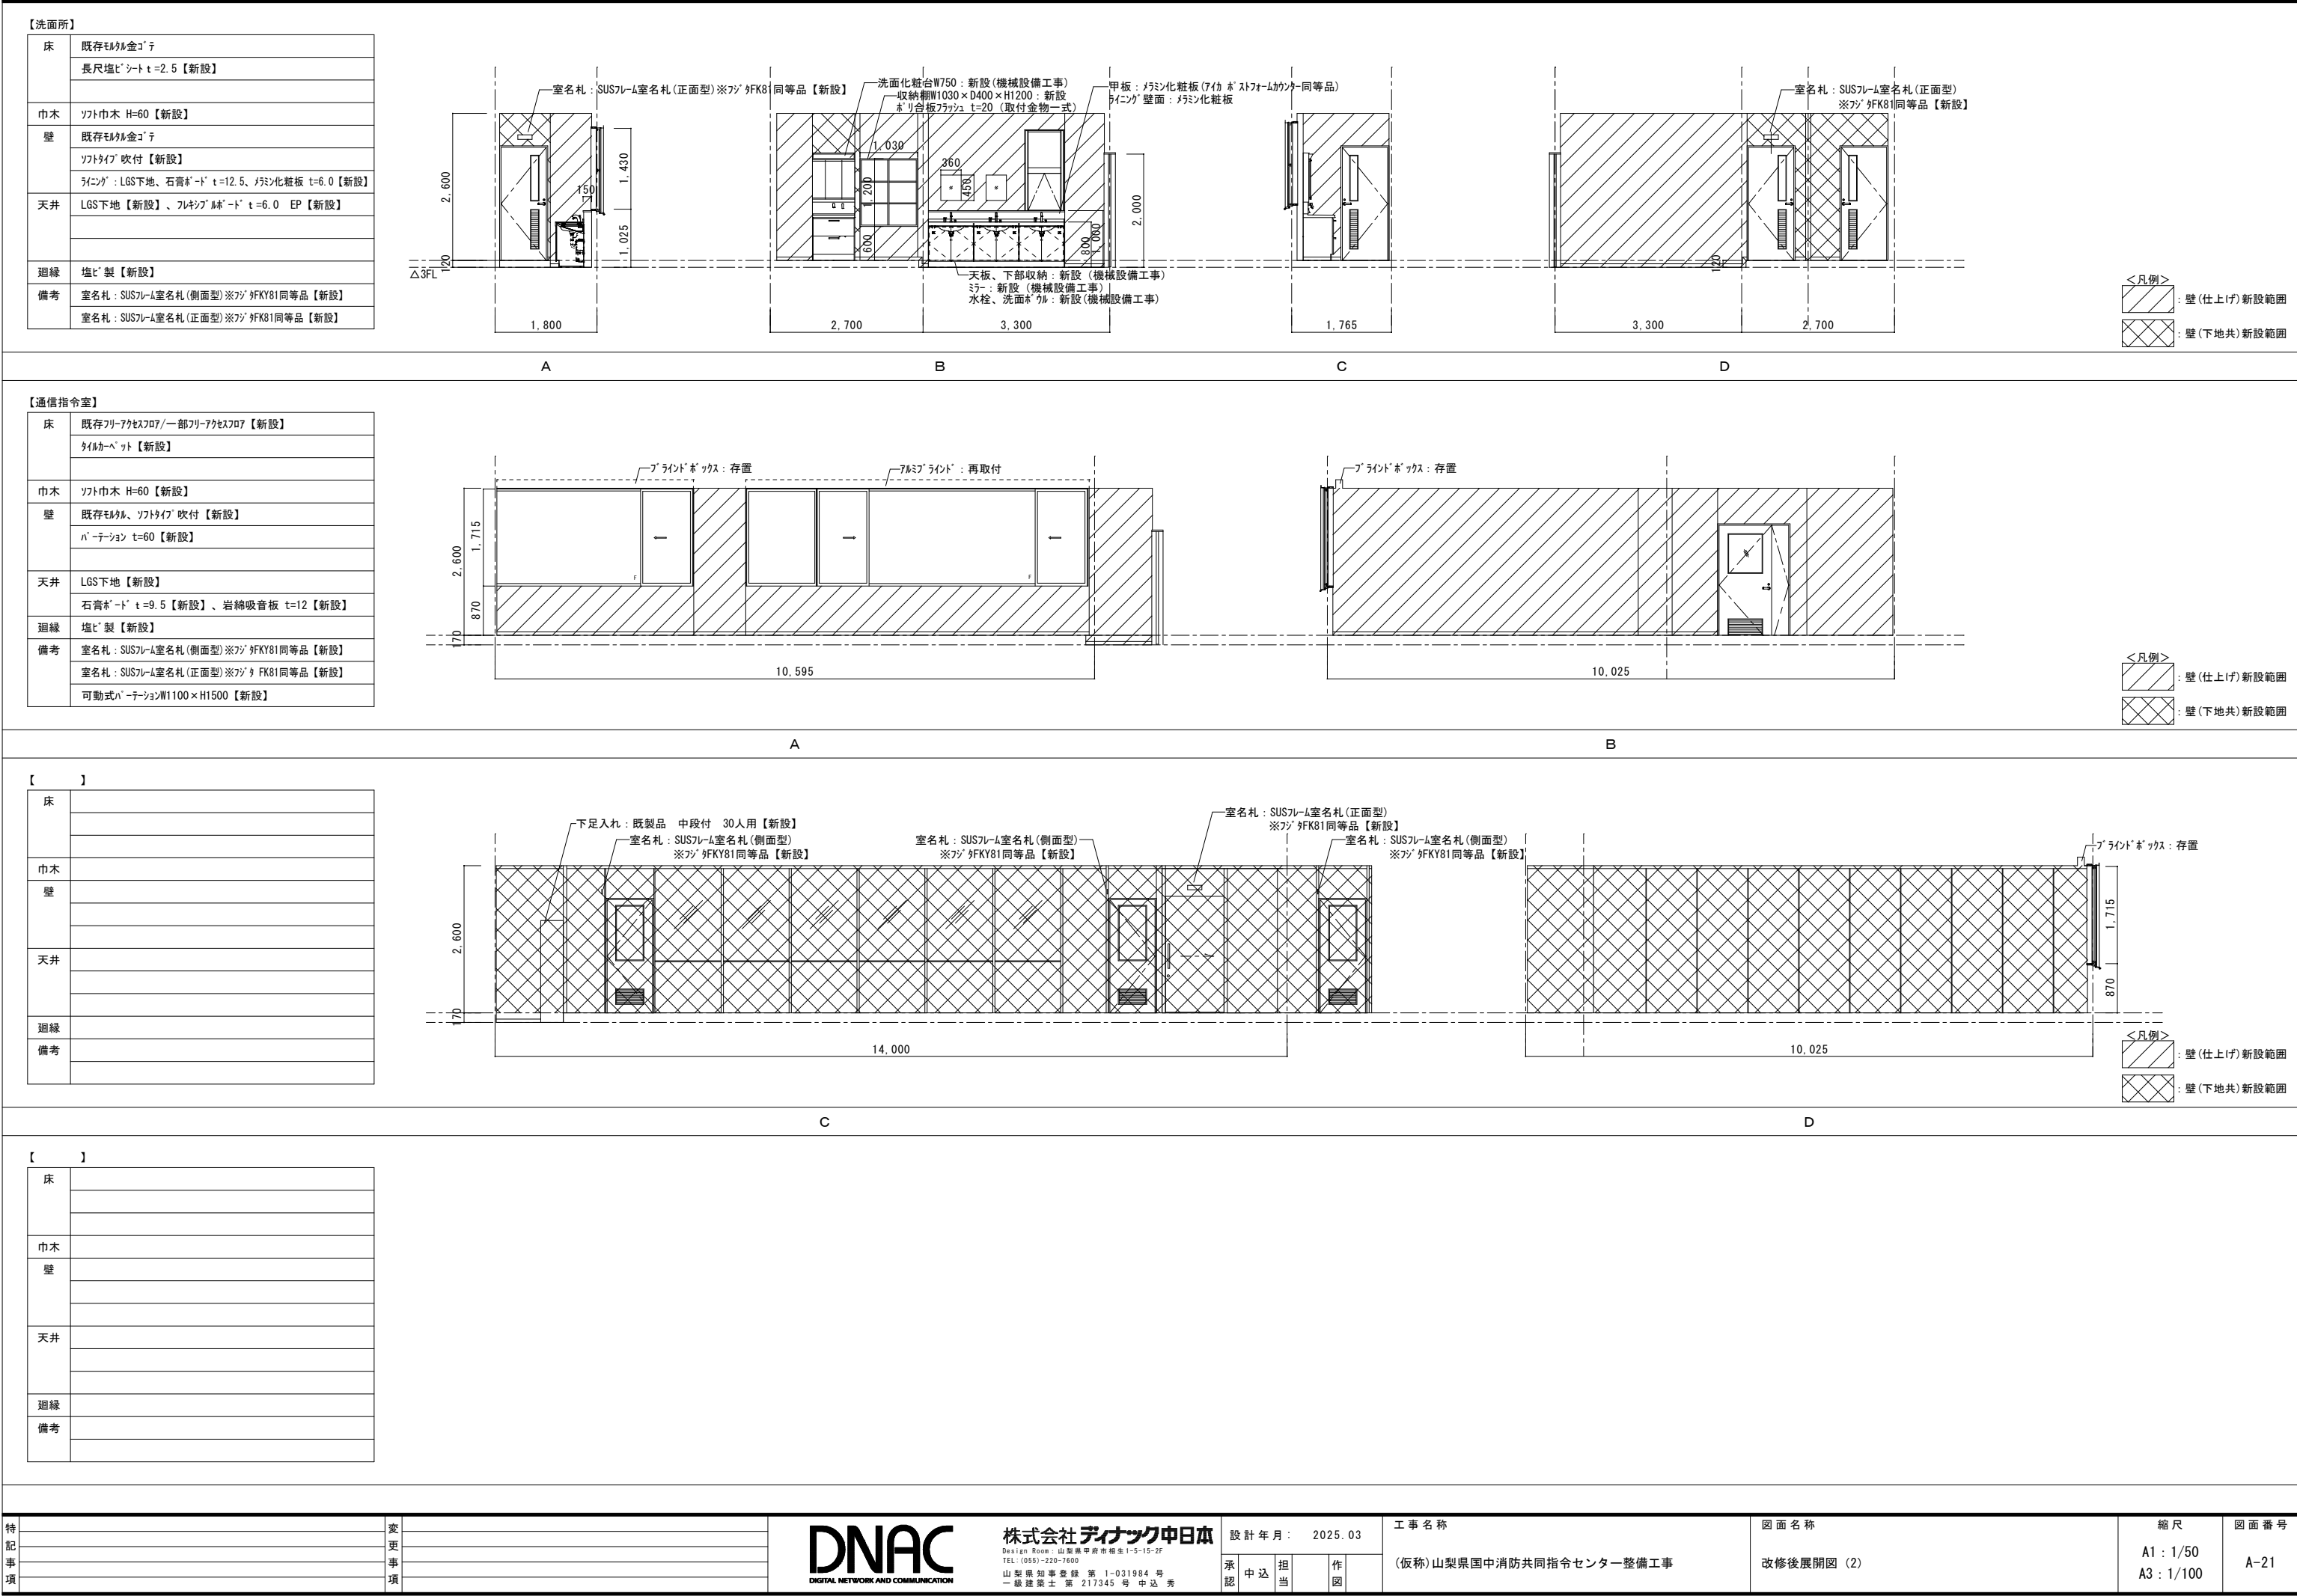 【洗面所】
床 既存ﾓﾙﾀﾙ金ｺﾞﾃ
長尺塩ﾋﾞｼｰﾄ t=2.5【新設】
巾木 ｿﾌﾄ巾木 H=60【新設】
壁 既存ﾓﾙﾀﾙ金ｺﾞﾃ
ｿﾌﾄﾀｲﾌﾟ吹付【新設】
ﾗｲﾆﾝｸﾞ：LGS下地、石膏ﾎﾞｰﾄﾞ t=12.5、ﾒﾗﾐﾝ化粧板 t=6.0【新設】
天井 LGS下地【新設】、ﾌﾚｷｼﾌﾞﾙﾎﾞｰﾄﾞ t=6.0 EP【新設】
廻縁 塩ﾋﾞ製【新設】
備考 室名札：SUSﾌﾚｰﾑ室名札(側面型)※ﾌｼﾞﾀFKY81同等品【新設】
室名札：SUSﾌﾚｰﾑ室名札(正面型)※ﾌｼﾞﾀFK81同等品【新設】
室名札：SUSﾌﾚｰﾑ室名札(正面型)※ﾌｼﾞﾀFK81同等品【新設】
2,600
120
△3FL
150
1,430
1,025
1,800
洗面化粧台W750：新設(機械設備工事)
収納棚W1030×D400×H1200：新設
ﾎﾟﾘ合板ﾌﾗｯｼｭ t=20（取付金物一式）
甲板：ﾒﾗﾐﾝ化粧板(ｱｲｶ ﾎﾟｽﾄﾌｫｰﾑｶｳﾝﾀｰ同等品)
ﾗｲﾆﾝｸﾞ壁面：ﾒﾗﾐﾝ化粧板
1,030
360
450
1,200
600
800
1,000
2,000
天板、下部収納：新設（機械設備工事）
ﾐﾗｰ：新設（機械設備工事）
水栓、洗面ﾎﾞｳﾙ：新設(機械設備工事)
2,700
3,300
1,765
室名札：SUSﾌﾚｰﾑ室名札(正面型)
※ﾌｼﾞﾀFK81同等品【新設】
120
3,300
2,700
＜凡例＞
：壁(仕上げ)新設範囲
：壁(下地共)新設範囲
A B C D
【通信指令室】
床 既存ﾌﾘｰｱｸｾｽﾌﾛｱ/一部ﾌﾘｰｱｸｾｽﾌﾛｱ【新設】
ﾀｲﾙｶｰﾍﾟｯﾄ【新設】
巾木 ｿﾌﾄ巾木 H=60【新設】
壁 既存ﾓﾙﾀﾙ、ｿﾌﾄﾀｲﾌﾟ吹付【新設】
ﾊﾟｰﾃｰｼｮﾝ t=60【新設】
天井 LGS下地【新設】
石膏ﾎﾞｰﾄﾞ t=9.5【新設】、岩綿吸音板 t=12【新設】
廻縁 塩ﾋﾞ製【新設】
備考 室名札：SUSﾌﾚｰﾑ室名札(側面型)※ﾌｼﾞﾀFKY81同等品【新設】
室名札：SUSﾌﾚｰﾑ室名札(正面型)※ﾌｼﾞﾀ FK81同等品【新設】
可動式ﾊﾟｰﾃｰｼｮﾝW1100×H1500【新設】
ﾌﾞﾗｲﾝﾄﾞﾎﾞｯｸｽ：存置
ｱﾙﾐﾌﾞﾗｲﾝﾄﾞ：再取付
2,600
1,715
870
170
F
F
10,595
ﾌﾞﾗｲﾝﾄﾞﾎﾞｯｸｽ：存置
10,025
＜凡例＞
：壁(仕上げ)新設範囲
：壁(下地共)新設範囲
A B
【 】
床
巾木
壁
天井
廻縁
備考
下足入れ：既製品 中段付 30人用【新設】
室名札：SUSﾌﾚｰﾑ室名札(側面型)
※ﾌｼﾞﾀFKY81同等品【新設】
室名札：SUSﾌﾚｰﾑ室名札(側面型)
※ﾌｼﾞﾀFKY81同等品【新設】
室名札：SUSﾌﾚｰﾑ室名札(正面型)
※ﾌｼﾞﾀFK81同等品【新設】
室名札：SUSﾌﾚｰﾑ室名札(側面型)
※ﾌｼﾞﾀFKY81同等品【新設】
2,600
170
14,000
ﾌﾞﾗｲﾝﾄﾞﾎﾞｯｸｽ：存置
1,715
870
10,025
＜凡例＞
：壁(仕上げ)新設範囲
：壁(下地共)新設範囲
C D
【 】
床
巾木
壁
天井
廻縁
備考
特記事項
変更事項
DNAC
DIGITAL NETWORK AND COMMUNICATION
株式会社ディナック中日本
Design Room：山梨県甲府市相生1-5-15-2F
TEL：(055)-220-7600
山梨県知事登録 第 1-031984 号
一級建築士 第 217345 号 中込 秀
設計年月： 2025.03
承認 中込 担当 作図
工事名称
(仮称)山梨県国中消防共同指令センター整備工事
図面名称
改修後展開図（2）
縮尺
A1：1/50
A3：1/100
図面番号
A-21